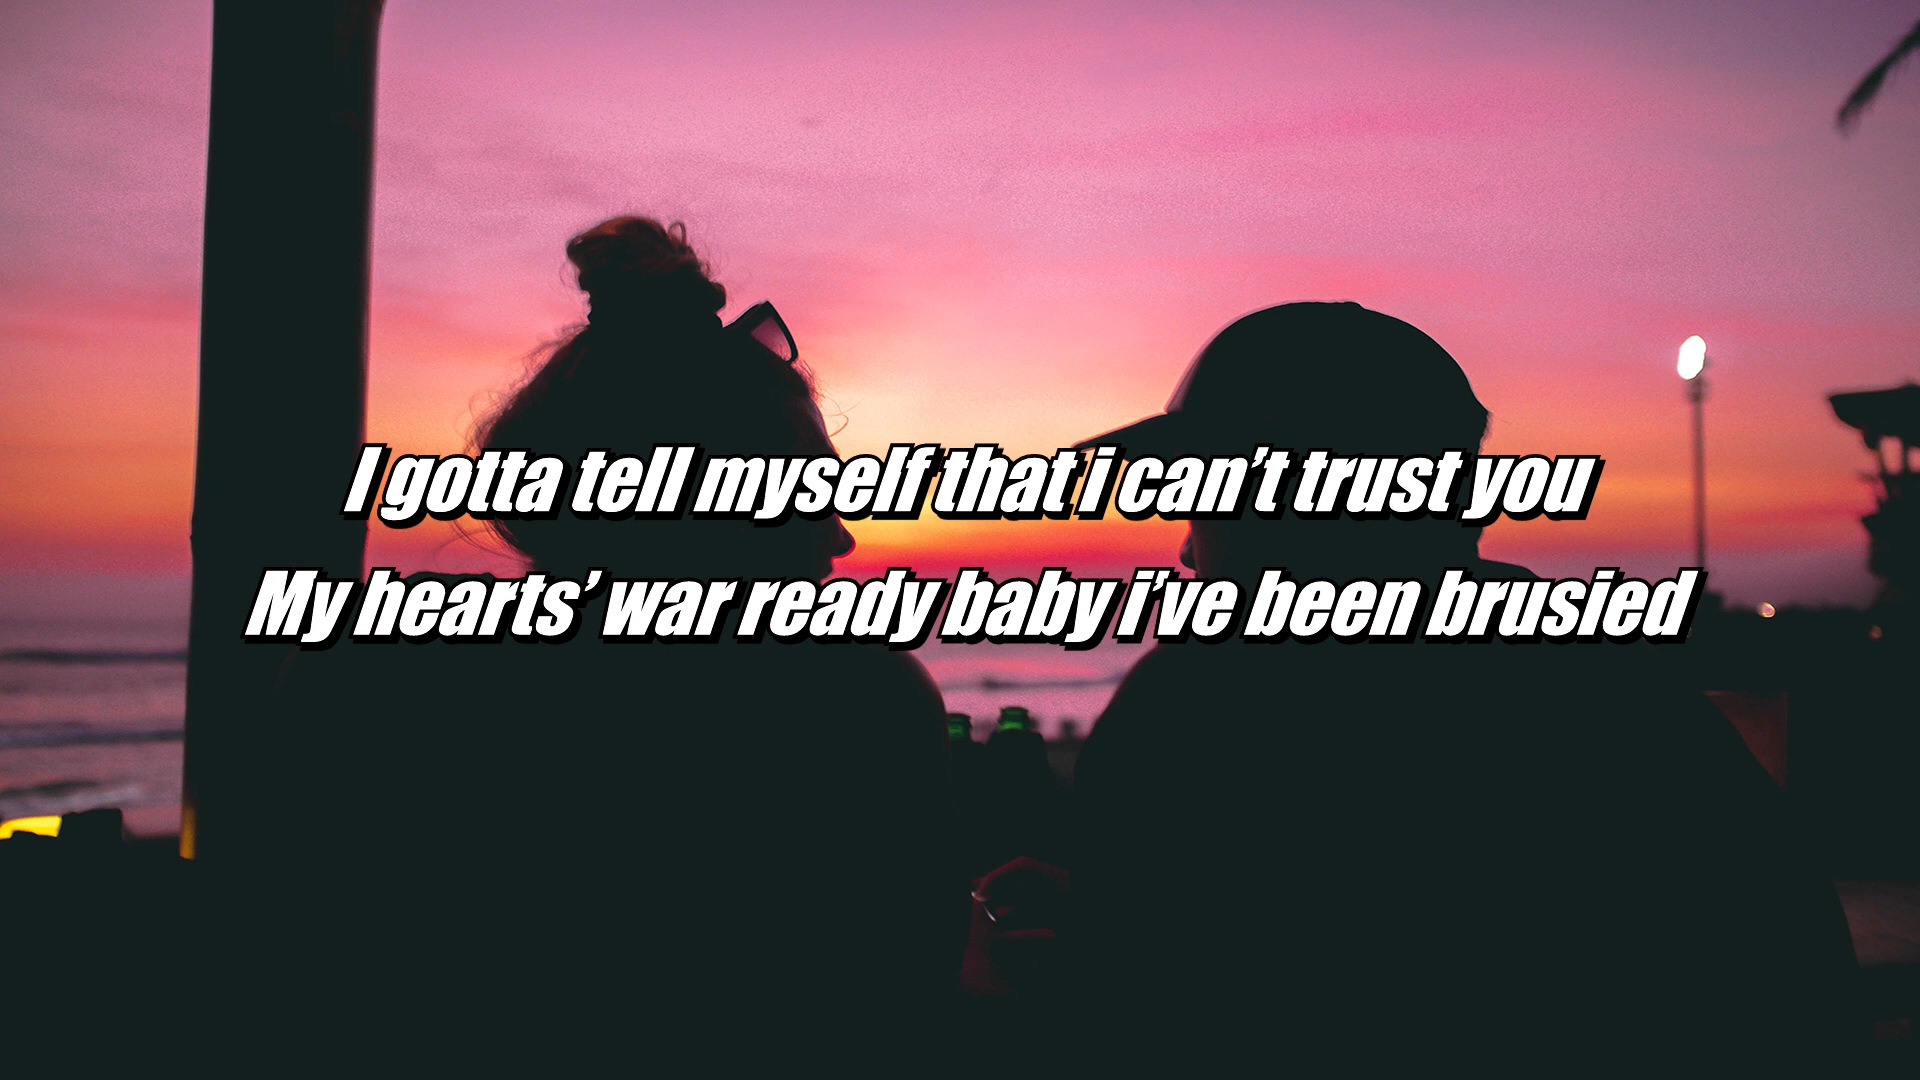 I gotta tell myself that i can’t trust you
My hearts’ war ready baby i’ve been brusied